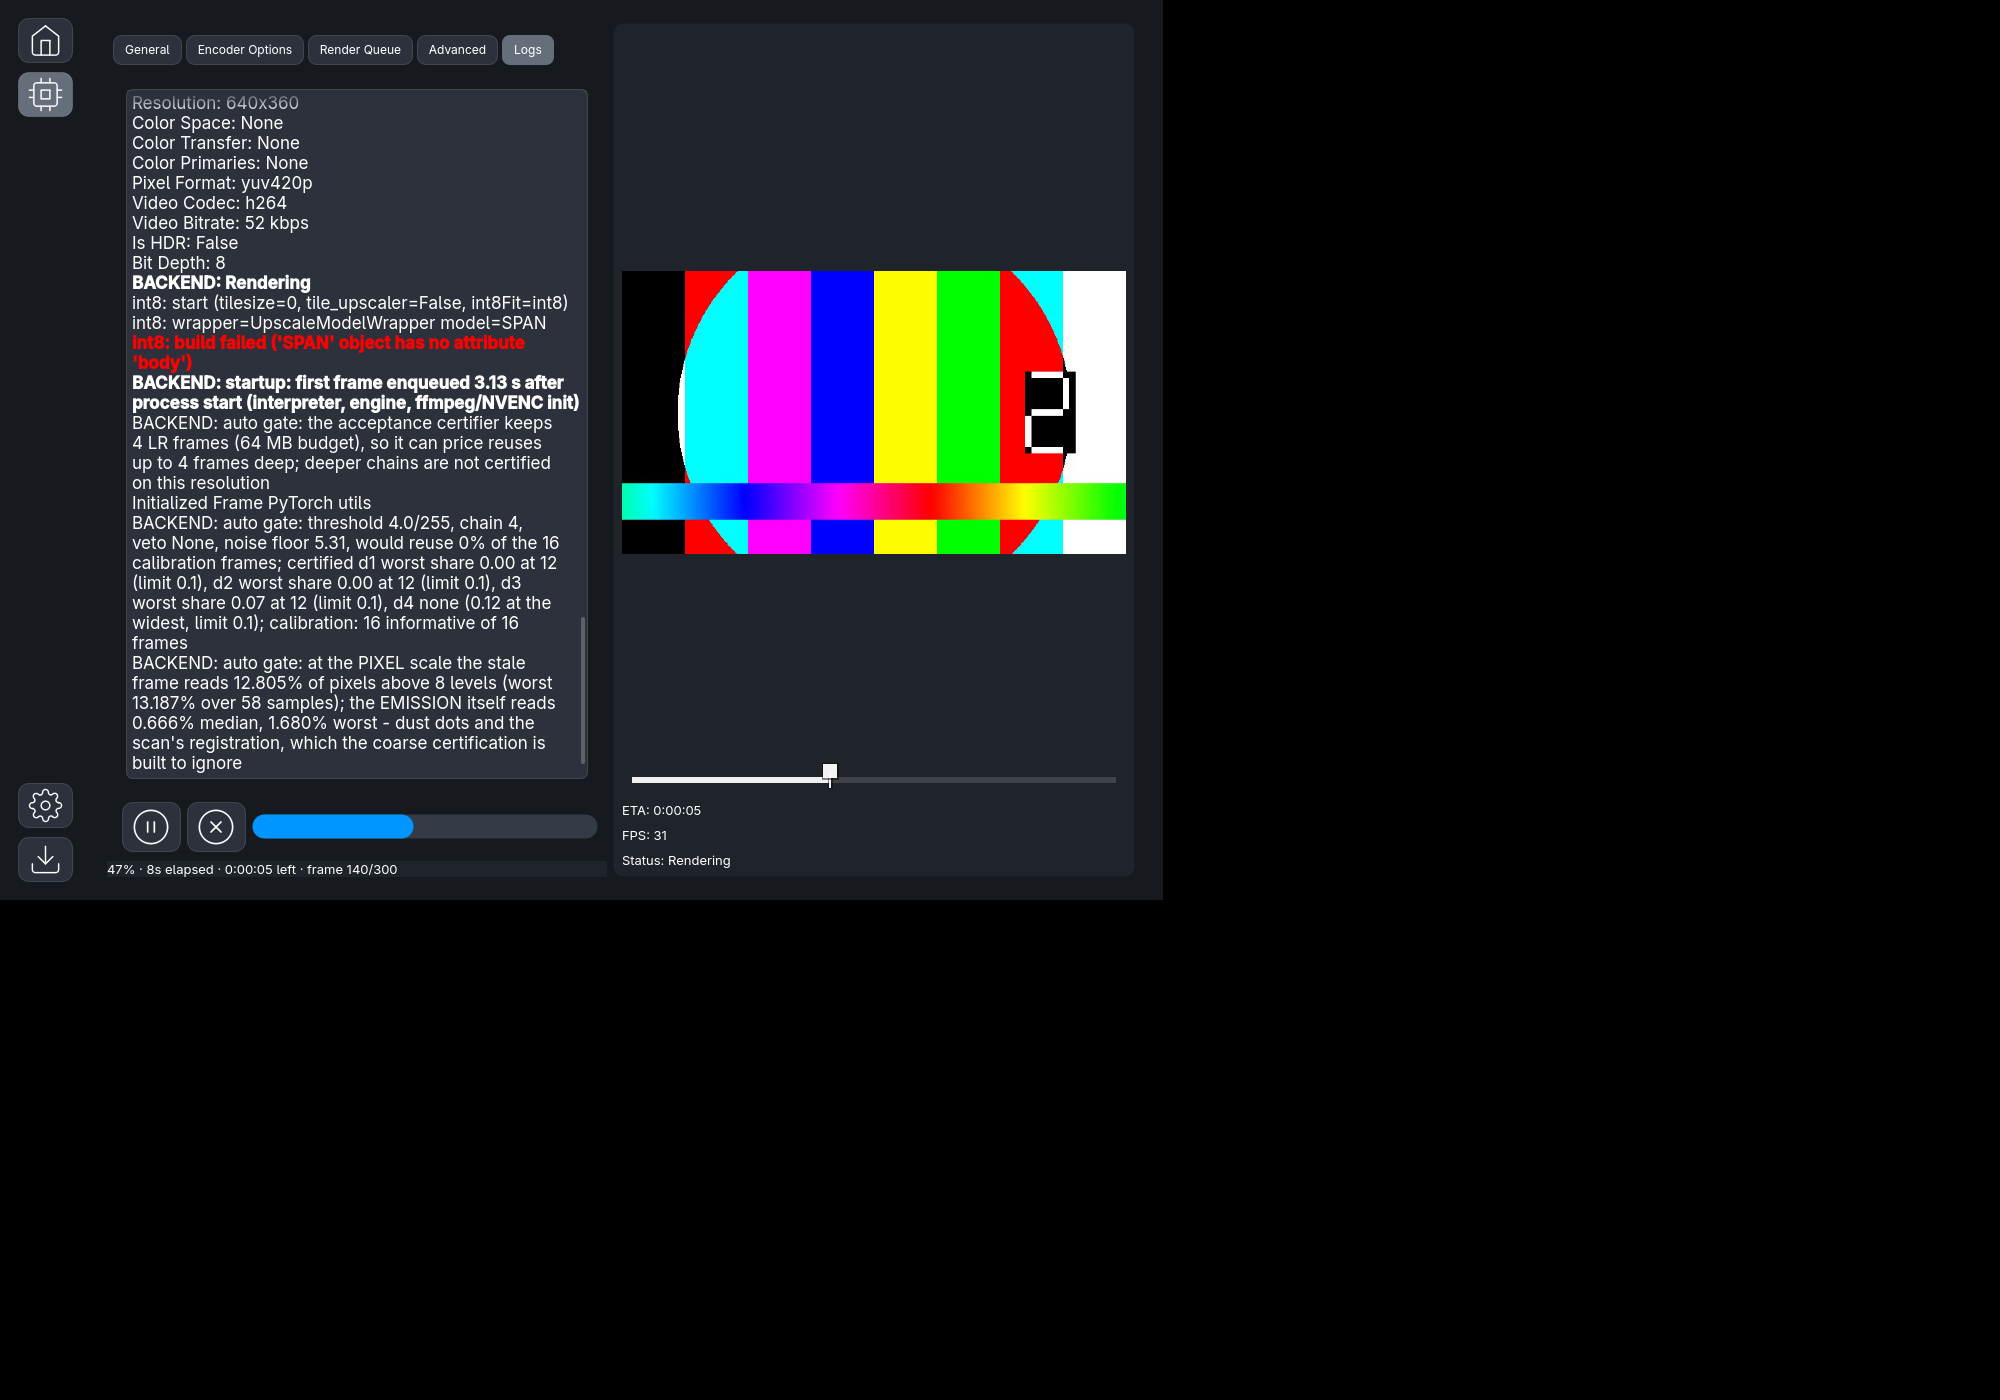 General
Encoder Options
Render Queue
Advanced
Logs
Resolution: 640x360
Color Space: None
Color Transfer: None
Color Primaries: None
Pixel Format: yuv420p
Video Codec: h264
Video Bitrate: 52 kbps
Is HDR: False
Bit Depth: 8
BACKEND: Rendering
int8: start (tilesize=0, tile_upscaler=False, int8Fit=int8)
int8: wrapper=UpscaleModelWrapper model=SPAN
int8: build failed ('SPAN' object has no attribute
'body')
BACKEND: startup: first frame enqueued 3.13 s after
process start (interpreter, engine, ffmpeg/NVENC init)
BACKEND: auto gate: the acceptance certifier keeps
4 LR frames (64 MB budget), so it can price reuses
up to 4 frames deep; deeper chains are not certified
on this resolution
Initialized Frame PyTorch utils
BACKEND: auto gate: threshold 4.0/255, chain 4,
veto None, noise floor 5.31, would reuse 0% of the 16
calibration frames; certified d1 worst share 0.00 at 12
(limit 0.1), d2 worst share 0.00 at 12 (limit 0.1), d3
worst share 0.07 at 12 (limit 0.1), d4 none (0.12 at the
widest, limit 0.1); calibration: 16 informative of 16
frames
BACKEND: auto gate: at the PIXEL scale the stale
frame reads 12.805% of pixels above 8 levels (worst
13.187% over 58 samples); the EMISSION itself reads
0.666% median, 1.680% worst - dust dots and the
scan's registration, which the coarse certification is
built to ignore
47% · 8s elapsed · 0:00:05 left · frame 140/300
2
ETA: 0:00:05
FPS: 31
Status: Rendering